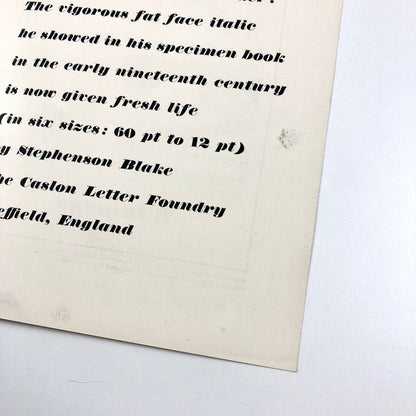 The vigorous fat face italic
he showed in his specimen book
in the early nineteenth century
is now given fresh life
(in six sizes: 60 pt to 12 pt)
y Stephenson Blake
he Caslon Letter Foundry
effield, England